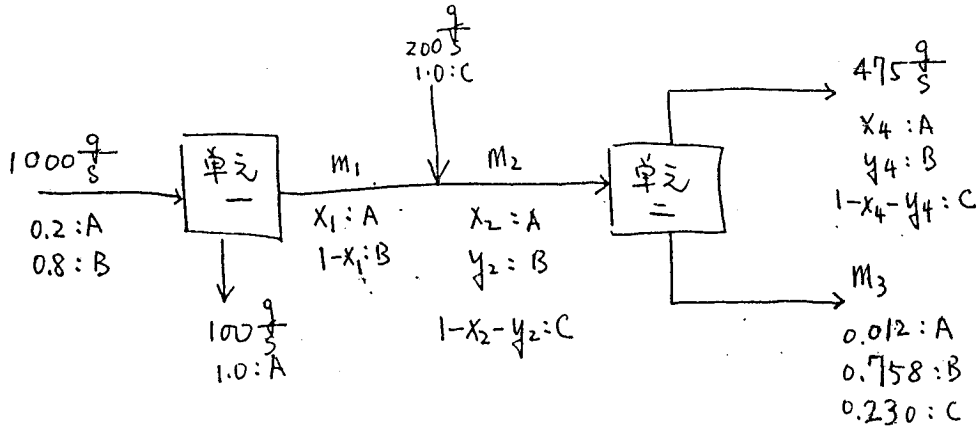 1000 g/s
0.2 : A
0.8 : B
单元
一
100 g/s
1.0 : A
m₁
x₁ : A
1-x₁ : B
200 g/s
1.0 : C
m₂
x₂ : A
y₂ : B
1-x₂-y₂ : C
单元
二
475 g/s
x₄ : A
y₄ : B
1-x₄-y₄ : C
m₃
0.012 : A
0.758 : B
0.230 : C